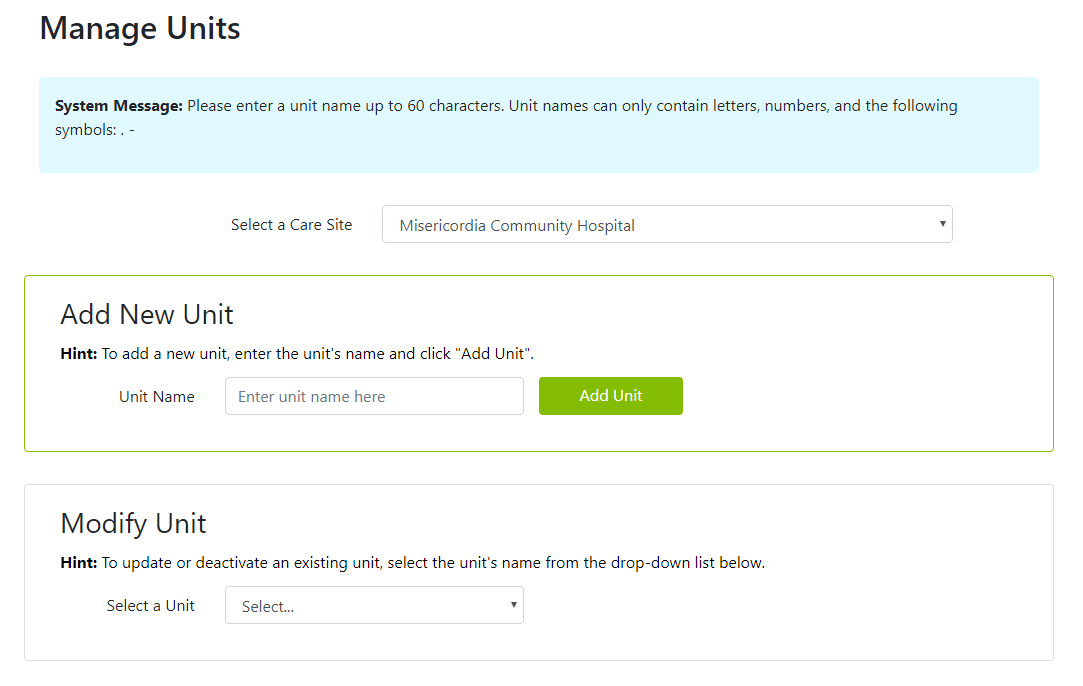 Manage Units
System Message: Please enter a unit name up to 60 characters. Unit names can only contain letters, numbers, and the following
symbols: . -
Select a Care Site
Misericordia Community Hospital
Add New Unit
Hint: To add a new unit, enter the unit's name and click "Add Unit".
Unit Name
Enter unit name here
Add Unit
Modify Unit
Hint: To update or deactivate an existing unit, select the unit's name from the drop-down list below.
Select a Unit
Select...